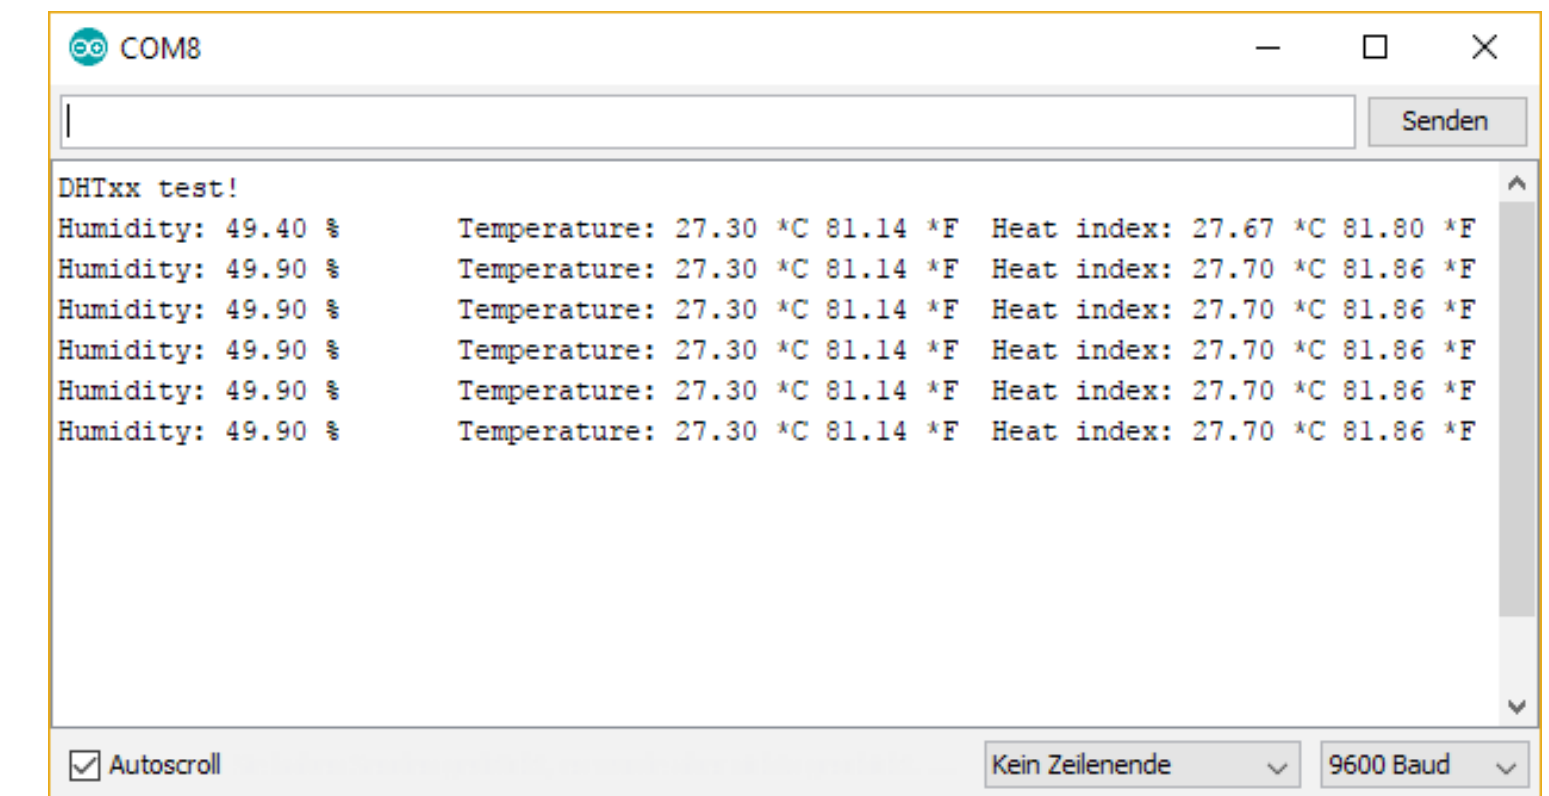 COM8
Senden
DHTxx test!
Humidity: 49.40 % Temperature: 27.30 *C 81.14 *F Heat index: 27.67 *C 81.80 *F
Humidity: 49.90 % Temperature: 27.30 *C 81.14 *F Heat index: 27.70 *C 81.86 *F
Humidity: 49.90 % Temperature: 27.30 *C 81.14 *F Heat index: 27.70 *C 81.86 *F
Humidity: 49.90 % Temperature: 27.30 *C 81.14 *F Heat index: 27.70 *C 81.86 *F
Humidity: 49.90 % Temperature: 27.30 *C 81.14 *F Heat index: 27.70 *C 81.86 *F
Humidity: 49.90 % Temperature: 27.30 *C 81.14 *F Heat index: 27.70 *C 81.86 *F
Autoscroll Kein Zeilenende 9600 Baud